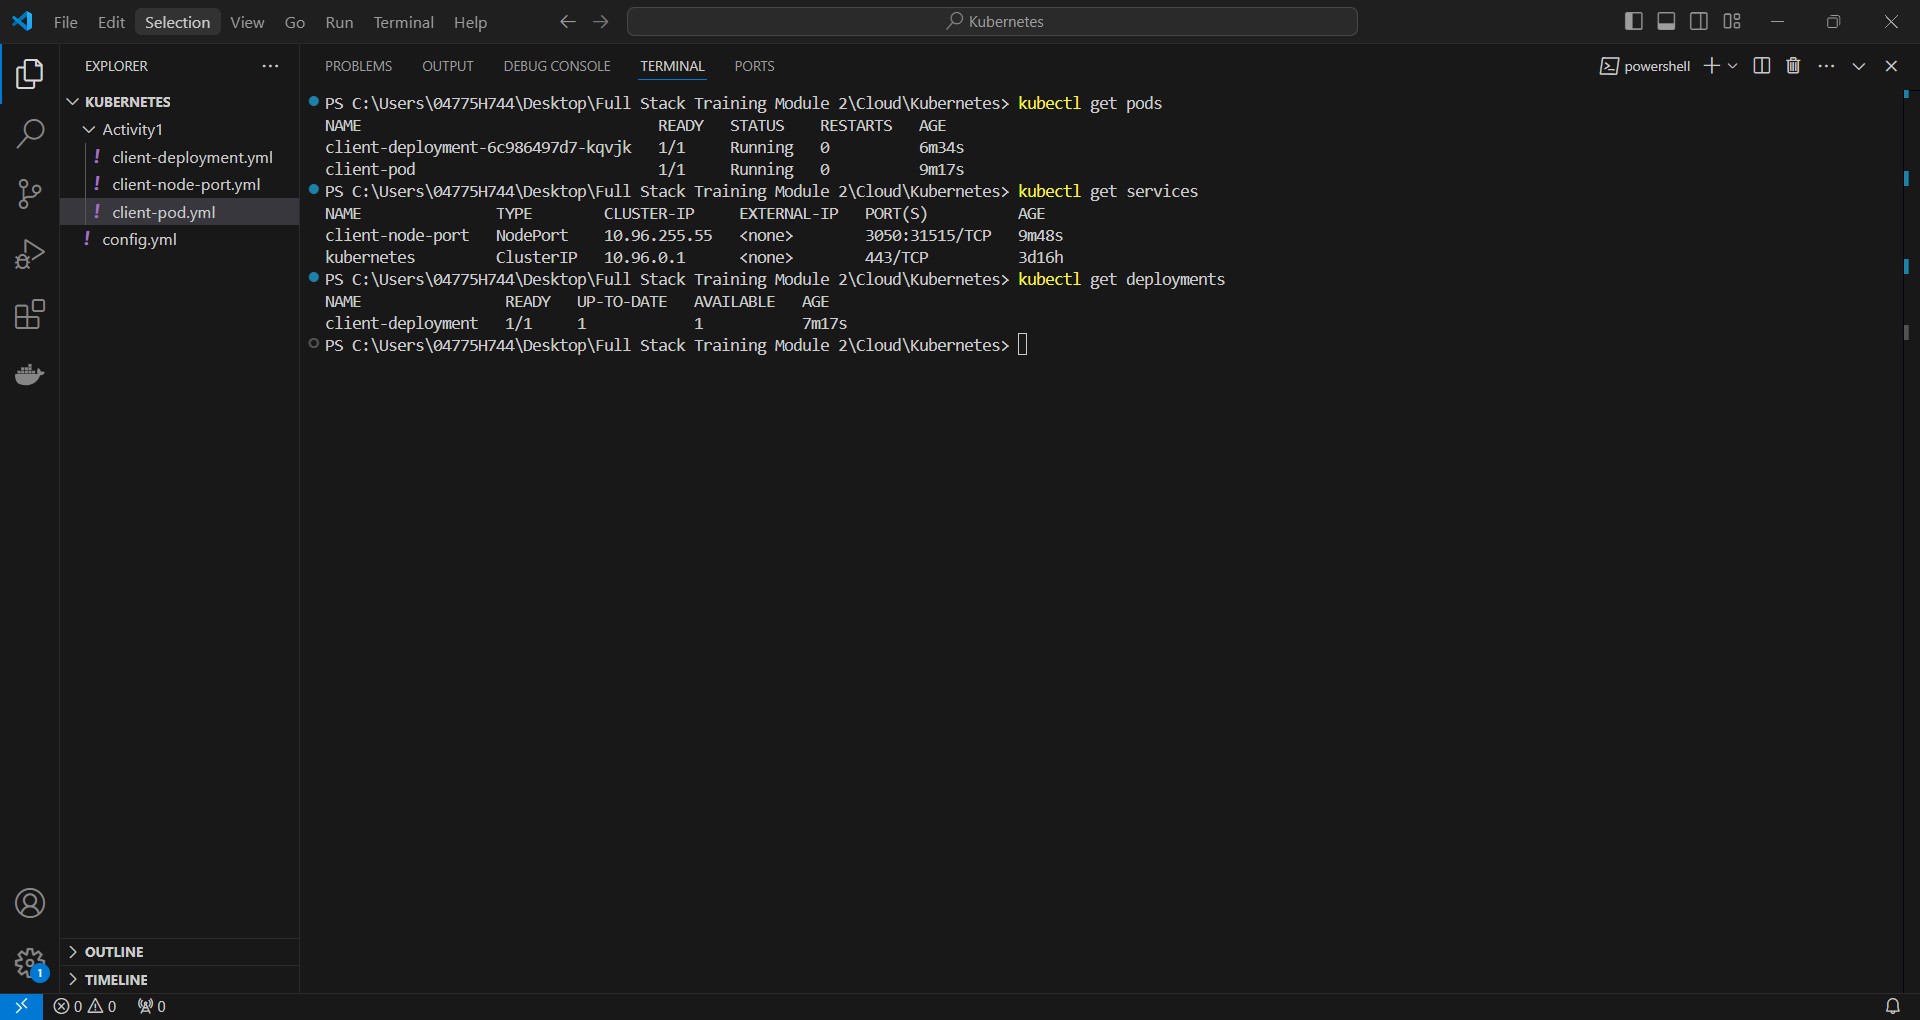 File Edit Selection View Go Run Terminal Help Kubernetes
EXPLORER
KUBERNETES
Activity1
! client-deployment.yml
! client-node-port.yml
! client-pod.yml
! config.yml
OUTLINE
TIMELINE
1
PROBLEMS OUTPUT DEBUG CONSOLE TERMINAL PORTS powershell
PS C:\Users\04775H744\Desktop\Full Stack Training Module 2\Cloud\Kubernetes> kubectl get pods
NAME READY STATUS RESTARTS AGE
client-deployment-6c986497d7-kqvjk 1/1 Running 0 6m34s
client-pod 1/1 Running 0 9m17s
PS C:\Users\04775H744\Desktop\Full Stack Training Module 2\Cloud\Kubernetes> kubectl get services
NAME TYPE CLUSTER-IP EXTERNAL-IP PORT(S) AGE
client-node-port NodePort 10.96.255.55 <none> 3050:31515/TCP 9m48s
kubernetes ClusterIP 10.96.0.1 <none> 443/TCP 3d16h
PS C:\Users\04775H744\Desktop\Full Stack Training Module 2\Cloud\Kubernetes> kubectl get deployments
NAME READY UP-TO-DATE AVAILABLE AGE
client-deployment 1/1 1 1 7m17s
PS C:\Users\04775H744\Desktop\Full Stack Training Module 2\Cloud\Kubernetes>
0 0 0